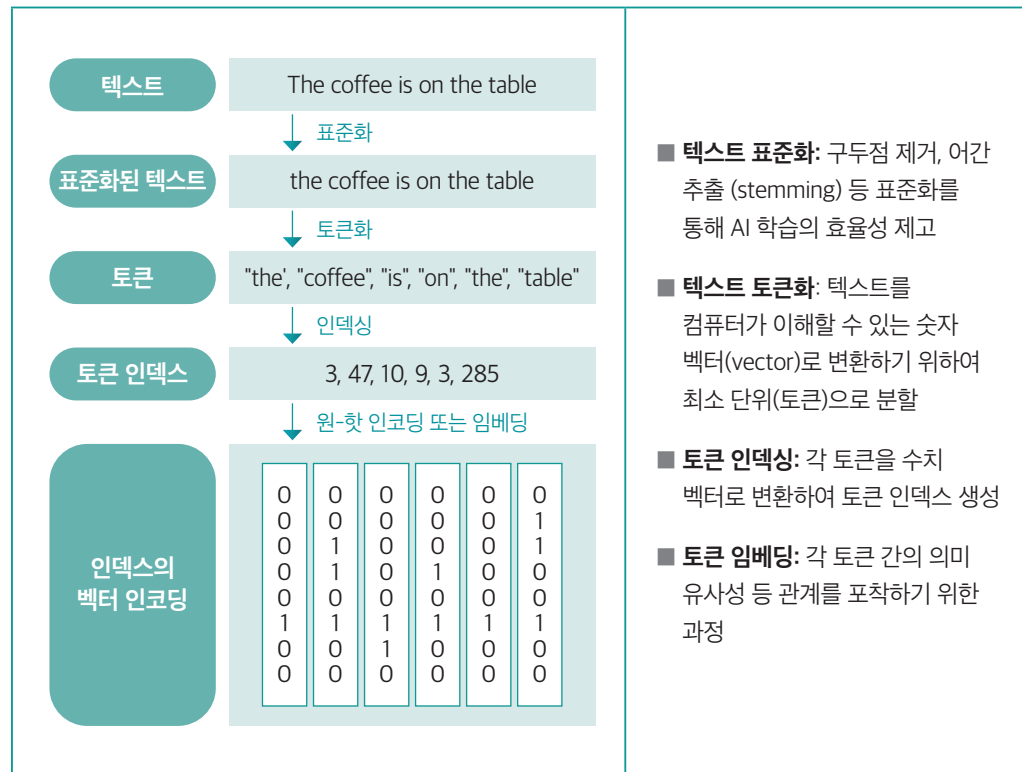 텍스트
The coffee is on the table
표준화
표준화된 텍스트
the coffee is on the table
토큰화
토큰
"the', "coffee", "is", "on", "the", "table"
인덱싱
토큰 인덱스
3, 47, 10, 9, 3, 285
원-핫 인코딩 또는 임베딩
인덱스의
벡터 인코딩
0 0 0 0 0 0
0 0 0 0 0 1
0 1 0 0 0 1
0 1 0 1 0 0
0 0 0 0 0 0
1 1 1 1 1 1
0 0 1 0 0 0
0 0 0 0 0 0
■ 텍스트 표준화: 구두점 제거, 어간
추출 (stemming) 등 표준화를
통해 AI 학습의 효율성 제고
■ 텍스트 토큰화: 텍스트를
컴퓨터가 이해할 수 있는 숫자
벡터(vector)로 변환하기 위하여
최소 단위(토큰)으로 분할
■ 토큰 인덱싱: 각 토큰을 수치
벡터로 변환하여 토큰 인덱스 생성
■ 토큰 임베딩: 각 토큰 간의 의미
유사성 등 관계를 포착하기 위한
과정